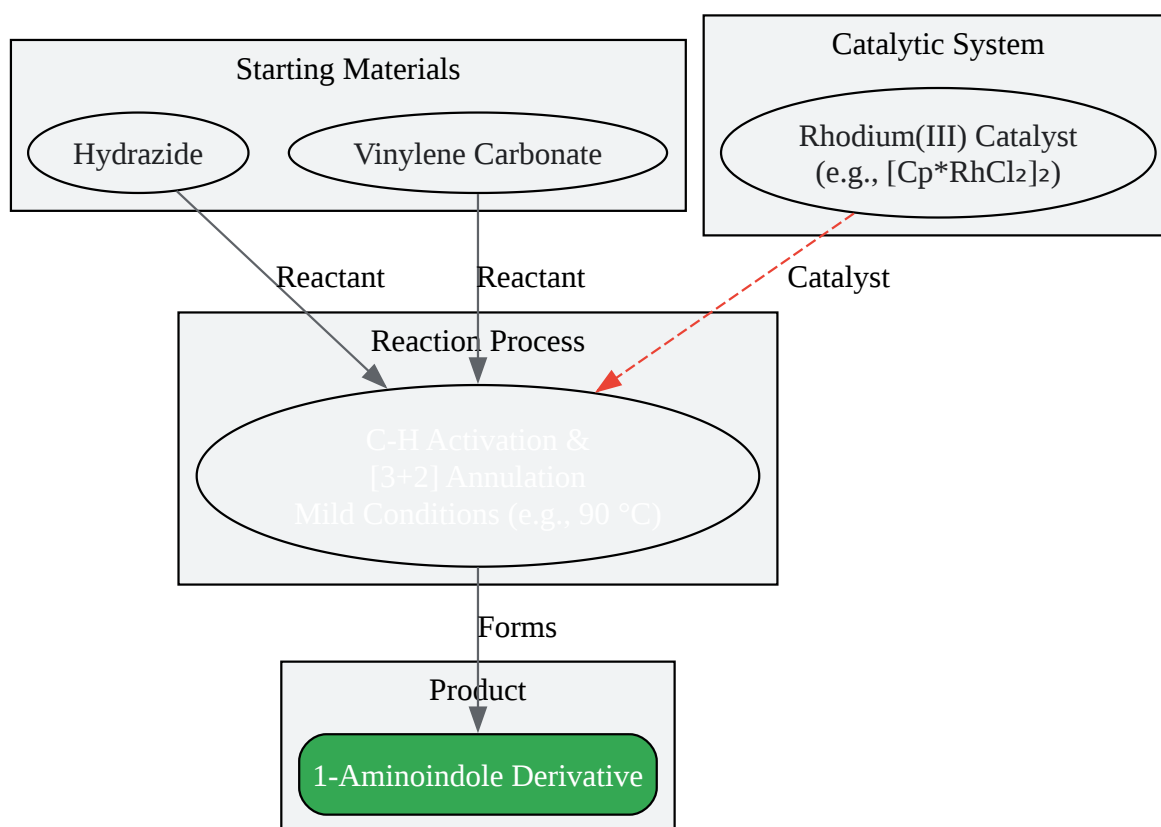 Starting Materials
Catalytic System
Hydrazide
Vinylene Carbonate
Rhodium(III) Catalyst
(e.g., [Cp*RhCl₂]₂)
Reactant
Reactant
Catalyst
Reaction Process
C-H Activation &
[3+2] Annulation
Mild Conditions (e.g., 90 °C)
Forms
Product
1-Aminoindole Derivative